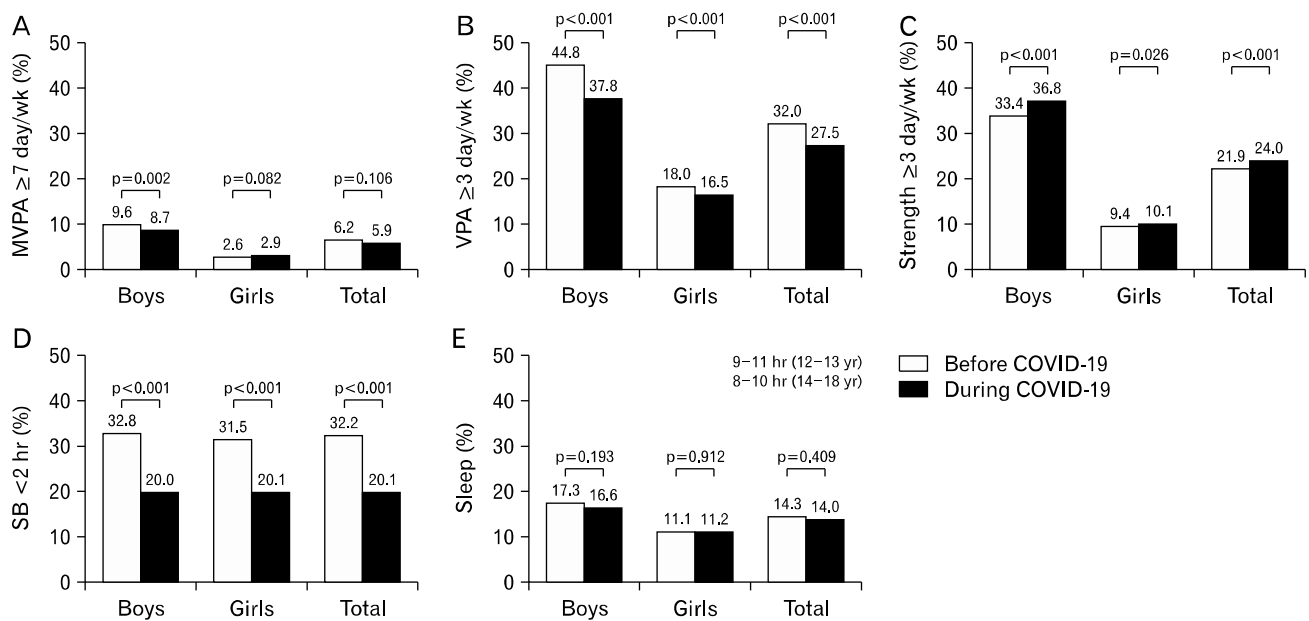 A
MVPA ≥7 day/wk (%)
50
40
30
20
10
0
p=0.002
p=0.082
p=0.106
9.6
8.7
2.6
2.9
6.2
5.9
Boys
Girls
Total
B
VPA ≥3 day/wk (%)
50
40
30
20
10
0
p<0.001
p<0.001
p<0.001
44.8
37.8
18.0
16.5
32.0
27.5
Boys
Girls
Total
C
Strength ≥3 day/wk (%)
50
40
30
20
10
0
p<0.001
p=0.026
p<0.001
33.4
36.8
9.4
10.1
21.9
24.0
Boys
Girls
Total
D
SB <2 hr (%)
50
40
30
20
10
0
p<0.001
p<0.001
p<0.001
32.8
20.0
31.5
20.1
32.2
20.1
Boys
Girls
Total
E
Sleep (%)
50
40
30
20
10
0
9−11 hr (12−13 yr)
8−10 hr (14−18 yr)
p=0.193
p=0.912
p=0.409
17.3
16.6
11.1
11.2
14.3
14.0
Boys
Girls
Total
Before COVID-19
During COVID-19